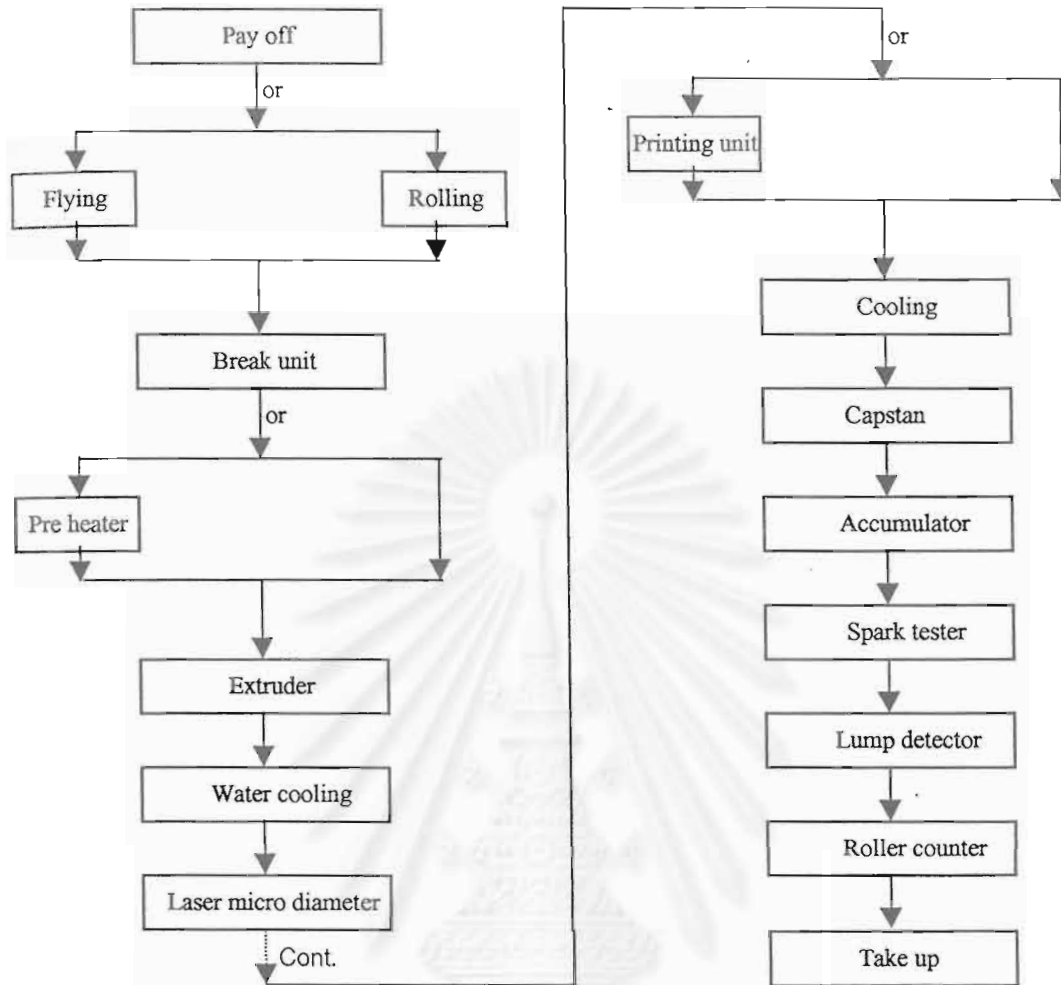 Pay off
or
Flying
Rolling
Break unit
or
Pre heater
Extruder
Water cooling
Laser micro diameter
Cont.
or
Printing unit
Cooling
Capstan
Accumulator
Spark tester
Lump detector
Roller counter
Take up